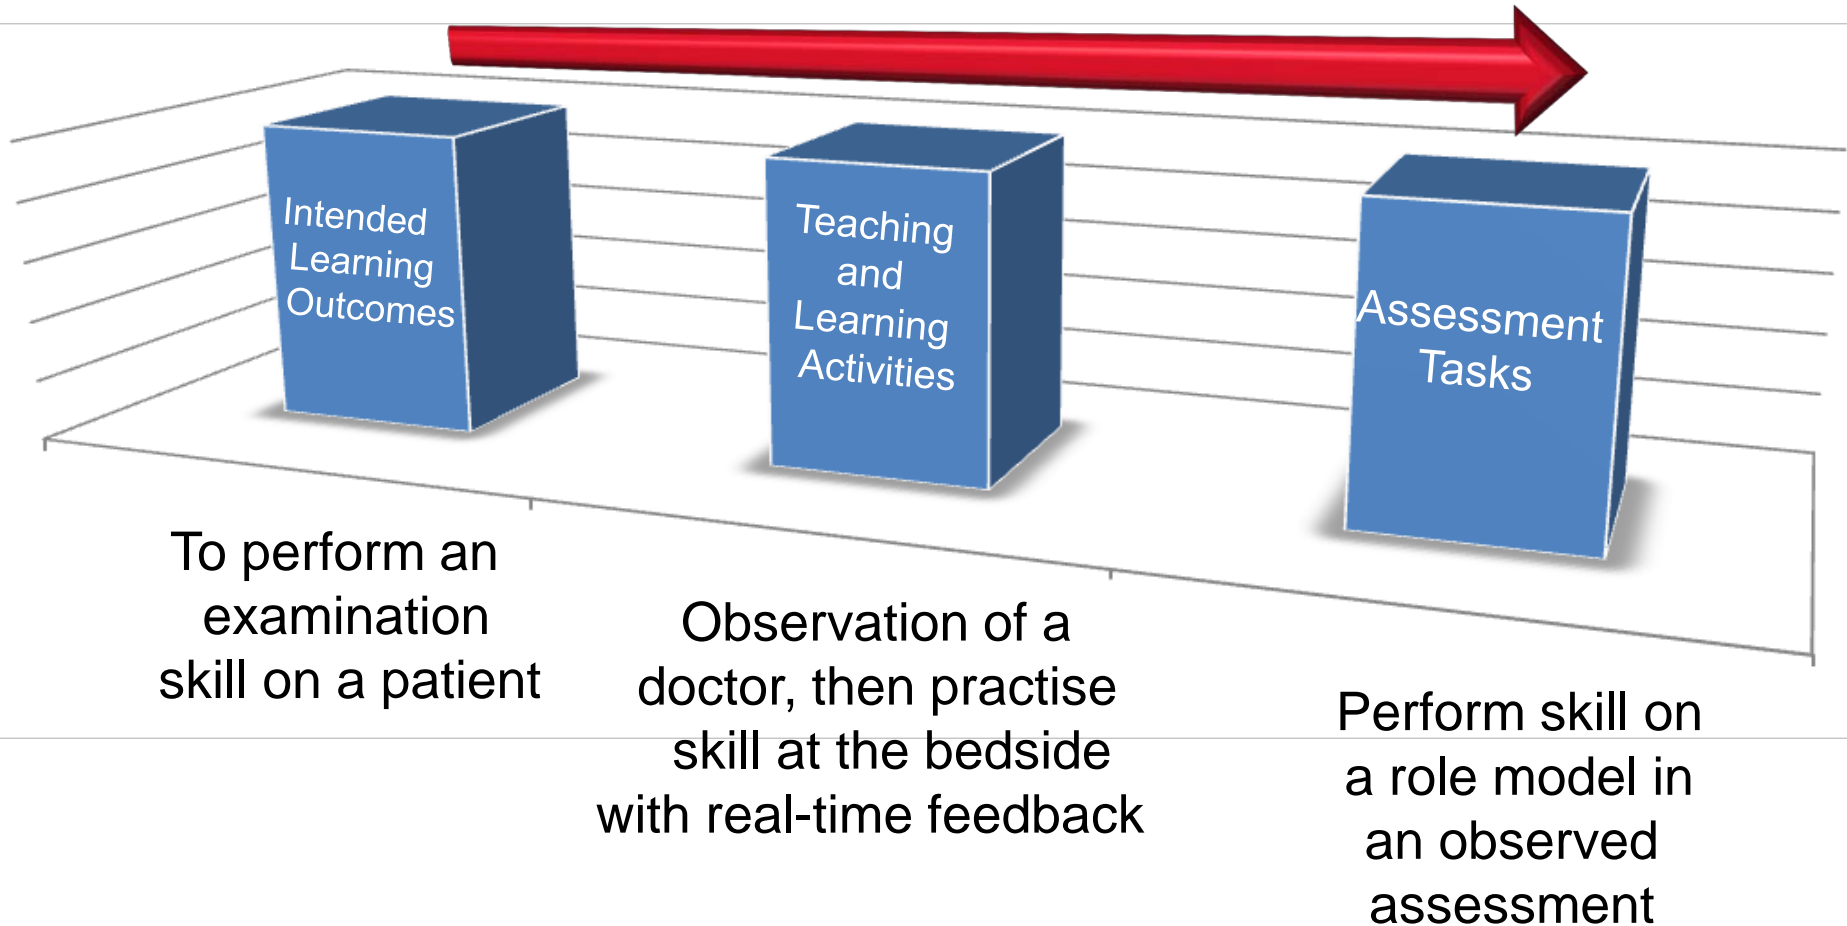 Intended
Learning
Outcomes
Teaching
and
Learning
Activities
Assessment
Tasks
To perform an
examination
skill on a patient
Observation of a
doctor, then practise
skill at the bedside
with real-time feedback
Perform skill on
a role model in
an observed
assessment